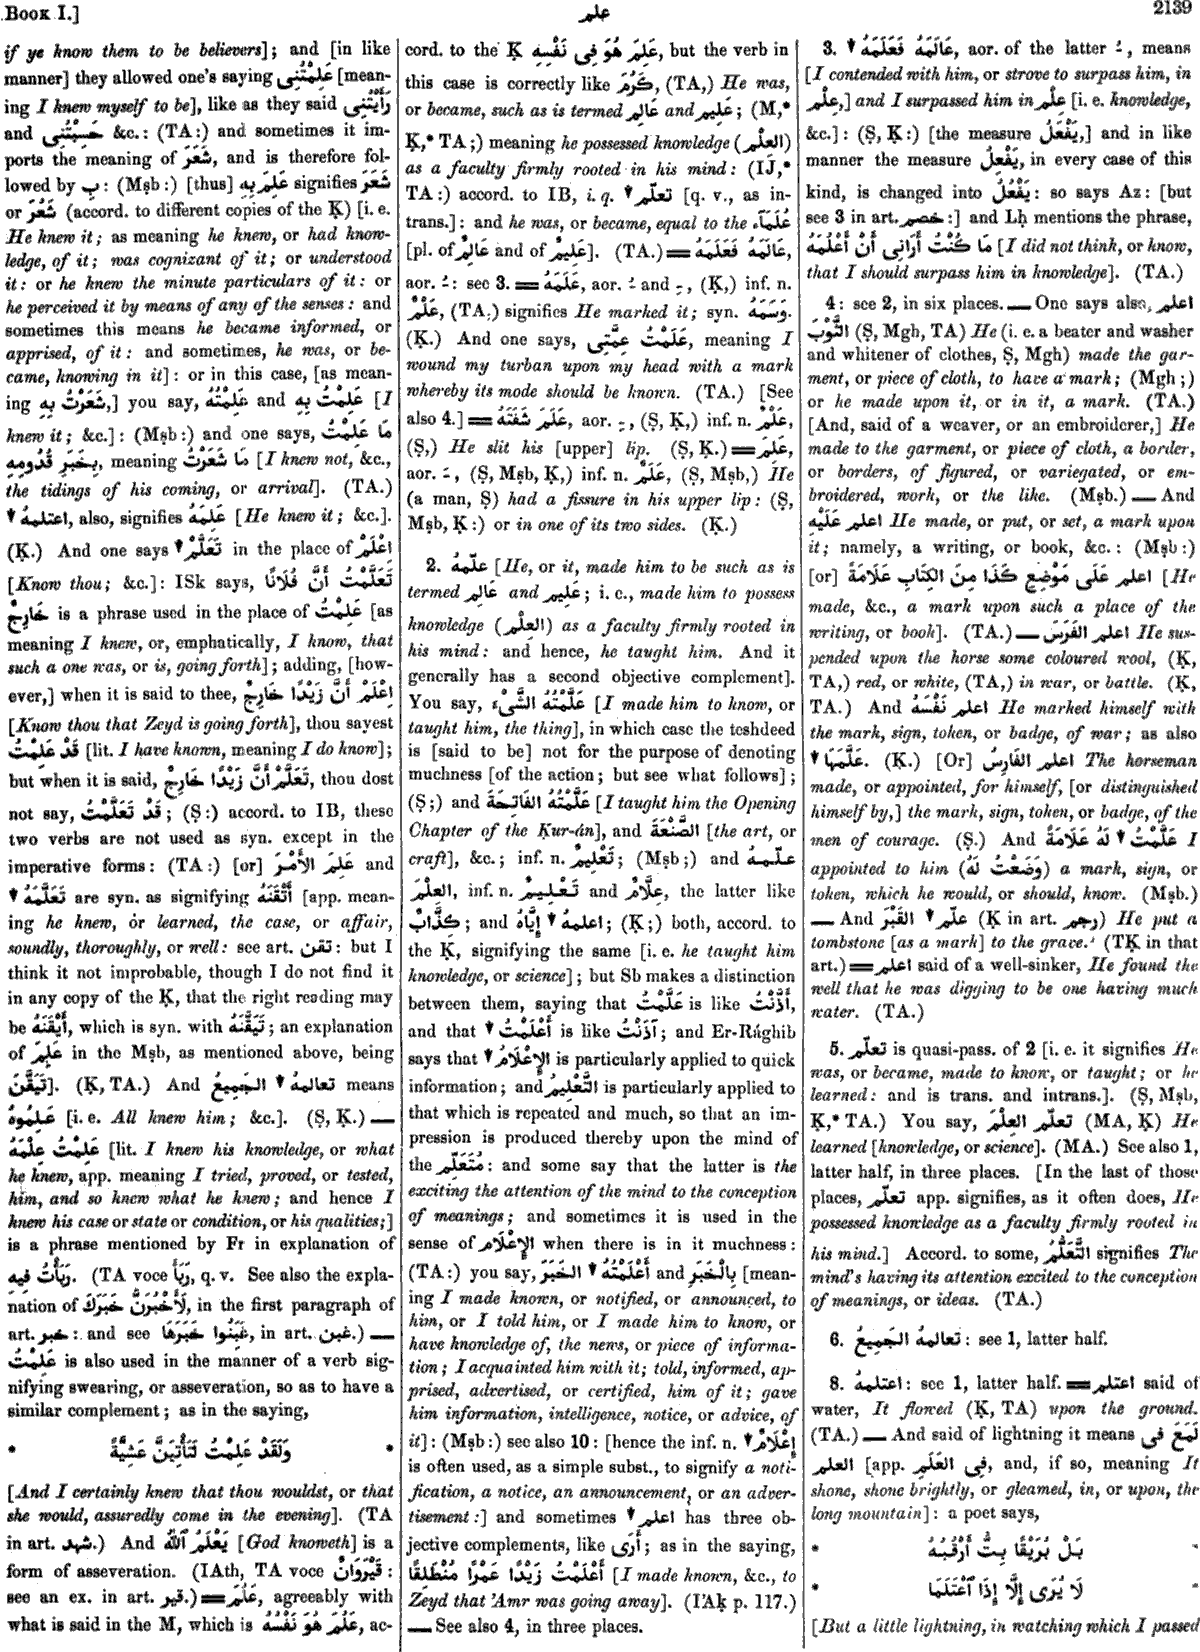 Book I.]
علم
2139
if ye know them to be believers]; and [in like
manner] they allowed one's saying عَلِمْتُنِى [mean-
ing I knew myself to be], like as they said رَأَيْتُنِى
and حَسِبْتُنِى &c.: (TA:) and sometimes it im-
ports the meaning of شَعَرَ, and is therefore fol-
lowed by بِ: (Mṣb:) [thus] عَلِمَ بِهِ signifies شَعَرَ
or شَعُرَ (accord. to different copies of the Ḳ) [i. e.
He knew it; as meaning he knew, or had know-
ledge, of it; was cognizant of it; or understood
it: or he knew the minute particulars of it: or
he perceived it by means of any of the senses: and
sometimes this means he became informed, or
apprised, of it: and sometimes, he was, or be-
came, knowing in it]: or in this case, [as mean-
ing شَعَرْتُ بِهِ,] you say, عَلِمْتُهُ and عَلِمْتُ بِهِ [I
knew it; &c.]: (Mṣb:) and one says, مَا عَلِمْتُ
بِخَبَرِ قُدُومِهِ, meaning مَا شَعَرْتُ [I knew not, &c.,
the tidings of his coming, or arrival]. (TA.)
▼ اعتلمهُ, also, signifies عَلِمَهُ [He knew it; &c.].
(Ḳ.) And one says ▼ تَعَلَّمْ in the place of اِعْلَمْ
[Know thou; &c.]: ISk says, تَعَلَّمْتُ أَنَّ فُلَانًا
خَارِجٌ is a phrase used in the place of عَلِمْتُ [as
meaning I knew, or, emphatically, I know, that
such a one was, or is, going forth]; adding, [how-
ever,] when it is said to thee, اِعْلَمْ أَنَّ زَيْدًا خَارِجٌ
[Know thou that Zeyd is going forth], thou sayest
قَدْ عَلِمْتُ [lit. I have known, meaning I do know];
but when it is said, تَعَلَّمْ أَنَّ زَيْدًا خَارِجٌ, thou dost
not say, قَدْ تَعَلَّمْتُ; (Ṣ:) accord. to IB, these
two verbs are not used as syn. except in the
imperative forms: (TA:) [or] عَلِمَ الأَمْرَ and
▼ تَعَلَّمَهُ are syn. as signifying أَتْقَنَهُ [app. mean-
ing he knew, or learned, the case, or affair,
soundly, thoroughly, or well: see art. تقن: but I
think it not improbable, though I do not find it
in any copy of the Ḳ, that the right reading may
be أَيْقَنَهُ, which is syn. with تَيَقَّنَهُ; an explanation
of عَلِمَ in the Mṣb, as mentioned above, being
تَيَقَّنَ]. (Ḳ, TA.) And ▼ تعالمهُ الجَمِيعُ means
عَلِمُوهُ [i. e. All knew him; &c.]. (Ṣ, Ḳ.) —
عَلِمْتُ عِلْمَهُ [lit. I knew his knowledge, or what
he knew, app. meaning I tried, proved, or tested,
him, and so knew what he knew; and hence I
knew his case or state or condition, or his qualities;]
is a phrase mentioned by Fr in explanation of
رَبَأْتُ فِيهِ. (TA voce رَبَأَ, q. v. See also the expla-
nation of لَأَخْبُرَنَّ خَبَرَكَ, in the first paragraph of
art. خبر: and see غَبَنُوا خَبَرَهَا, in art. غبن.) —
عَلِمْتُ is also used in the manner of a verb sig-
nifying swearing, or asseveration, so as to have a
similar complement; as in the saying,
* وَلَقَدْ عَلِمْتُ لَتَأْتِيَنَّ عَشِيَّةً *
[And I certainly knew that thou wouldst, or that
she would, assuredly come in the evening]. (TA
in art. شهد.) And يَعْلَمُ ٱللّٰهُ [God knoweth] is a
form of asseveration. (IAth, TA voce قَيْرَوَانٌ:
see an ex. in art. قير.) ═ عَلُمَ, agreeably with
what is said in the M, which is عَلُمَ هُوَ نَفْسُهُ, ac-
cord. to the Ḳ عَلِمَ هُوَ فِى نَفْسِهِ, but the verb in
this case is correctly like كَرُمَ, (TA,) He was,
or became, such as is termed عَالِم and عَلِيم; (M,*
Ḳ,* TA;) meaning he possessed knowledge (العِلْم)
as a faculty firmly rooted in his mind: (IJ,*
TA:) accord. to IB, i. q. ▼ تعلّم [q. v., as in-
trans.]: and he was, or became, equal to the عُلَمَآء
[pl. of عَالِمٌ and of عَلِيمٌ]. (TA.) ═ عَالَمَهُ فَعَلَمَهُ,
aor. ـُ: see 3. ═ عَلَمَهُ, aor. ـُ and ـِ, (Ḳ,) inf. n.
عَلْمٌ, (TA,) signifies He marked it; syn. وَسَمَهُ.
(Ḳ.) And one says, عَلَمْتُ عِمَّتِى, meaning I
wound my turban upon my head with a mark
whereby its mode should be known. (TA.) [See
also 4.] ═ عَلَمَ شَفَتَهُ, aor. ـِ, (Ṣ, Ḳ,) inf. n. عَلْمٌ,
(Ṣ,) He slit his [upper] lip. (Ṣ, Ḳ.) ═ عَلِمَ,
aor. ـَ, (Ṣ, Mṣb, Ḳ,) inf. n. عَلَمٌ, (Ṣ, Mṣb,) He
(a man, Ṣ) had a fissure in his upper lip: (Ṣ,
Mṣb, Ḳ:) or in one of its two sides. (Ḳ.)
2. علّمهُ [He, or it, made him to be such as is
termed عَالِم and عَلِيم; i. e., made him to possess
knowledge (العِلْم) as a faculty firmly rooted in
his mind: and hence, he taught him. And it
generally has a second objective complement].
You say, عَلَّمْتُهُ الشَّىْءَ [I made him to know, or
taught him, the thing], in which case the teshdeed
is [said to be] not for the purpose of denoting
muchness [of the action; but see what follows];
(Ṣ;) and عَلَّمْتُهُ الفَاتِحَةَ [I taught him the Opening
Chapter of the Ḳur-án], and الصَّنْعَةَ [the art, or
craft], &c.; inf. n. تَعْلِيمٌ; (Mṣb;) and علّمهُ
العِلْمَ, inf. n. تَعْلِيمٌ and عِلَّامٌ, the latter like
كِذَّابٌ; and ▼ اعلمهُ إِيَّاهُ; (Ḳ;) both, accord. to
the Ḳ, signifying the same [i. e. he taught him
knowledge, or science]; but Sb makes a distinction
between them, saying that عَلَّمْتُ is like أَذَّنْتُ,
and that ▼ أَعْلَمْتُ is like آذَنْتُ; and Er-Rághib
says that ▼ الإِعْلَامُ is particularly applied to quick
information; and التَّعْلِيمُ is particularly applied to
that which is repeated and much, so that an im-
pression is produced thereby upon the mind of
the مُتَعَلِّم: and some say that the latter is the
exciting the attention of the mind to the conception
of meanings; and sometimes it is used in the
sense of الإِعْلَام when there is in it muchness:
(TA:) you say, ▼ أَعْلَمْتُهُ الخَبَرَ and بِالْخَبَرِ [mean-
ing I made known, or notified, or announced, to
him, or I told him, or I made him to know, or
have knowledge of, the news, or piece of informa-
tion; I acquainted him with it; told, informed, ap-
prised, advertised, or certified, him of it; gave
him information, intelligence, notice, or advice, of
it]: (Mṣb:) see also 10: [hence the inf. n. ▼ إِعْلَامٌ
is often used, as a simple subst., to signify a noti-
fication, a notice, an announcement, or an adver-
tisement:] and sometimes ▼ اعلم has three ob-
jective complements, like أَرَى; as in the saying,
أَعْلَمْتُ زَيْدًا عَمْرًا مُنْطَلِقًا [I made known, &c., to
Zeyd that 'Amr was going away]. (I'Aḳ p. 117.)
— See also 4, in three places.
3. ▼ عَالَمَهُ فَعَلَمَهُ, aor. of the latter ـُ, means
[I contended with him, or strove to surpass him, in
عِلْم,] and I surpassed him in عِلْم [i. e. knowledge,
&c.]: (Ṣ, Ḳ:) [the measure يَفْعَلُ,] and in like
manner the measure يَفْعِلُ, in every case of this
kind, is changed into يَفْعُلُ: so says Az: [but
see 3 in art. خصم:] and Lḥ mentions the phrase,
مَا كُنْتُ أُرَانِى أَنْ أَعْلُمَهُ [I did not think, or know,
that I should surpass him in knowledge]. (TA.)
4: see 2, in six places. — One says also, اعلم
الثَّوْبَ (Ṣ, Mgh, TA) He (i. e. a beater and washer
and whitener of clothes, Ṣ, Mgh) made the gar-
ment, or piece of cloth, to have a mark; (Mgh;)
or he made upon it, or in it, a mark. (TA.)
[And, said of a weaver, or an embroiderer,] He
made to the garment, or piece of cloth, a border,
or borders, of figured, or variegated, or em-
broidered, work, or the like. (Mṣb.) — And
اعلم عَلَيْهِ He made, or put, or set, a mark upon
it; namely, a writing, or book, &c.: (Mṣb:)
[or] اعلم عَلَى مَوْضِعِ كَذَا مِنَ الكِتَابِ عَلَامَةً [He
made, &c., a mark upon such a place of the
writing, or book]. (TA.) — اعلم الفَرَسَ He sus-
pended upon the horse some coloured wool, (Ḳ,
TA,) red, or white, (TA,) in war, or battle. (Ḳ,
TA.) And اعلم نَفْسَهُ He marked himself with
the mark, sign, token, or badge, of war; as also
▼ عَلَّمَهَا. (Ḳ.) [Or] اعلم الفَارِسُ The horseman
made, or appointed, for himself, [or distinguished
himself by,] the mark, sign, token, or badge, of the
men of courage. (Ṣ.) And ▼ عَلَّمْتُ لَهُ عَلَامَةً I
appointed to him (وَضَعْتُ لَهُ) a mark, sign, or
token, which he would, or should, know. (Mṣb.)
— And ▼ علّم القَبْرَ (Ḳ in art. رجم) He put a
tombstone [as a mark] to the grave. (TḲ in that
art.) ═ اعلم said of a well-sinker, He found the
well that he was digging to be one having much
water. (TA.)
5. تعلّم is quasi-pass. of 2 [i. e. it signifies He
was, or became, made to know, or taught; or he
learned: and is trans. and intrans.]. (Ṣ, Mṣb,
Ḳ,* TA.) You say, تعلّم العِلْمَ (MA, Ḳ) He
learned [knowledge, or science]. (MA.) See also 1,
latter half, in three places. [In the last of those
places, تعلّم app. signifies, as it often does, He
possessed knowledge as a faculty firmly rooted in
his mind.] Accord. to some, التَّعَلُّمُ signifies The
mind's having its attention excited to the conception
of meanings, or ideas. (TA.)
6. تعالمهُ الجَمِيعُ: see 1, latter half.
8. اعتلمهُ: see 1, latter half. ═ اعتلم said of
water, It flowed (Ḳ, TA) upon the ground.
(TA.) — And said of lightning it means لَمَعَ فى
العلم [app. فِى العَلَمِ, and, if so, meaning It
shone, shone brightly, or gleamed, in, or upon, the
long mountain]: a poet says,
* بَلْ بُرَيْقًا بِتُّ أَرْقُبُهُ *
* لَا يُرَى إِلَّا إِذَا ٱعْتَلَمَا *
[But a little lightning, in watching which I passed